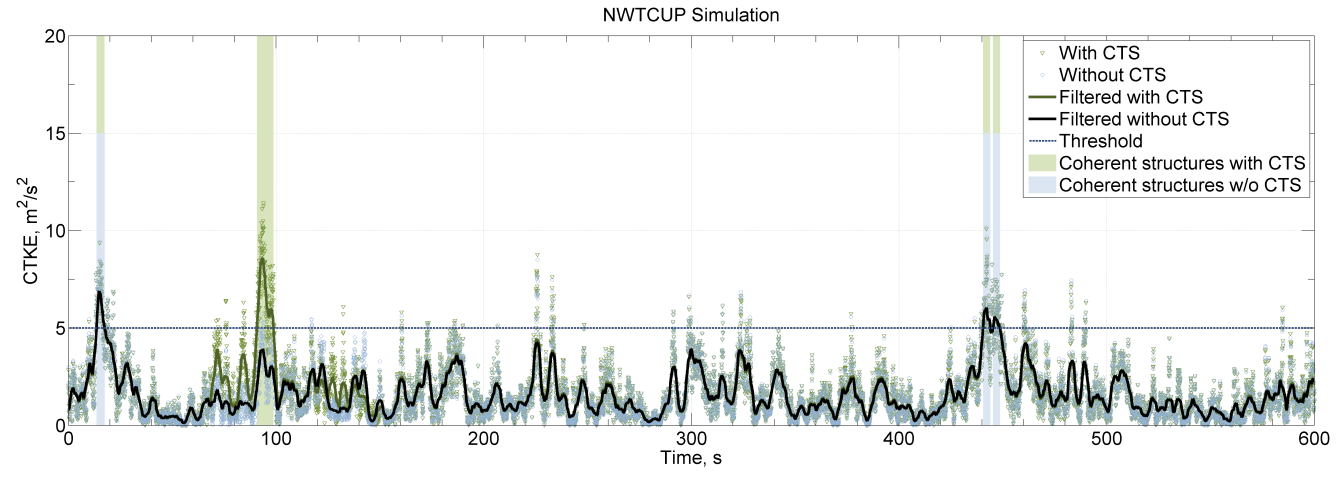 NWTCUP Simulation
20
15
10
5
0
CTKE, m²/s²
With CTS
Without CTS
Filtered with CTS
Filtered without CTS
Threshold
Coherent structures with CTS
Coherent structures w/o CTS
0 100 200 300 400 500 600
Time, s